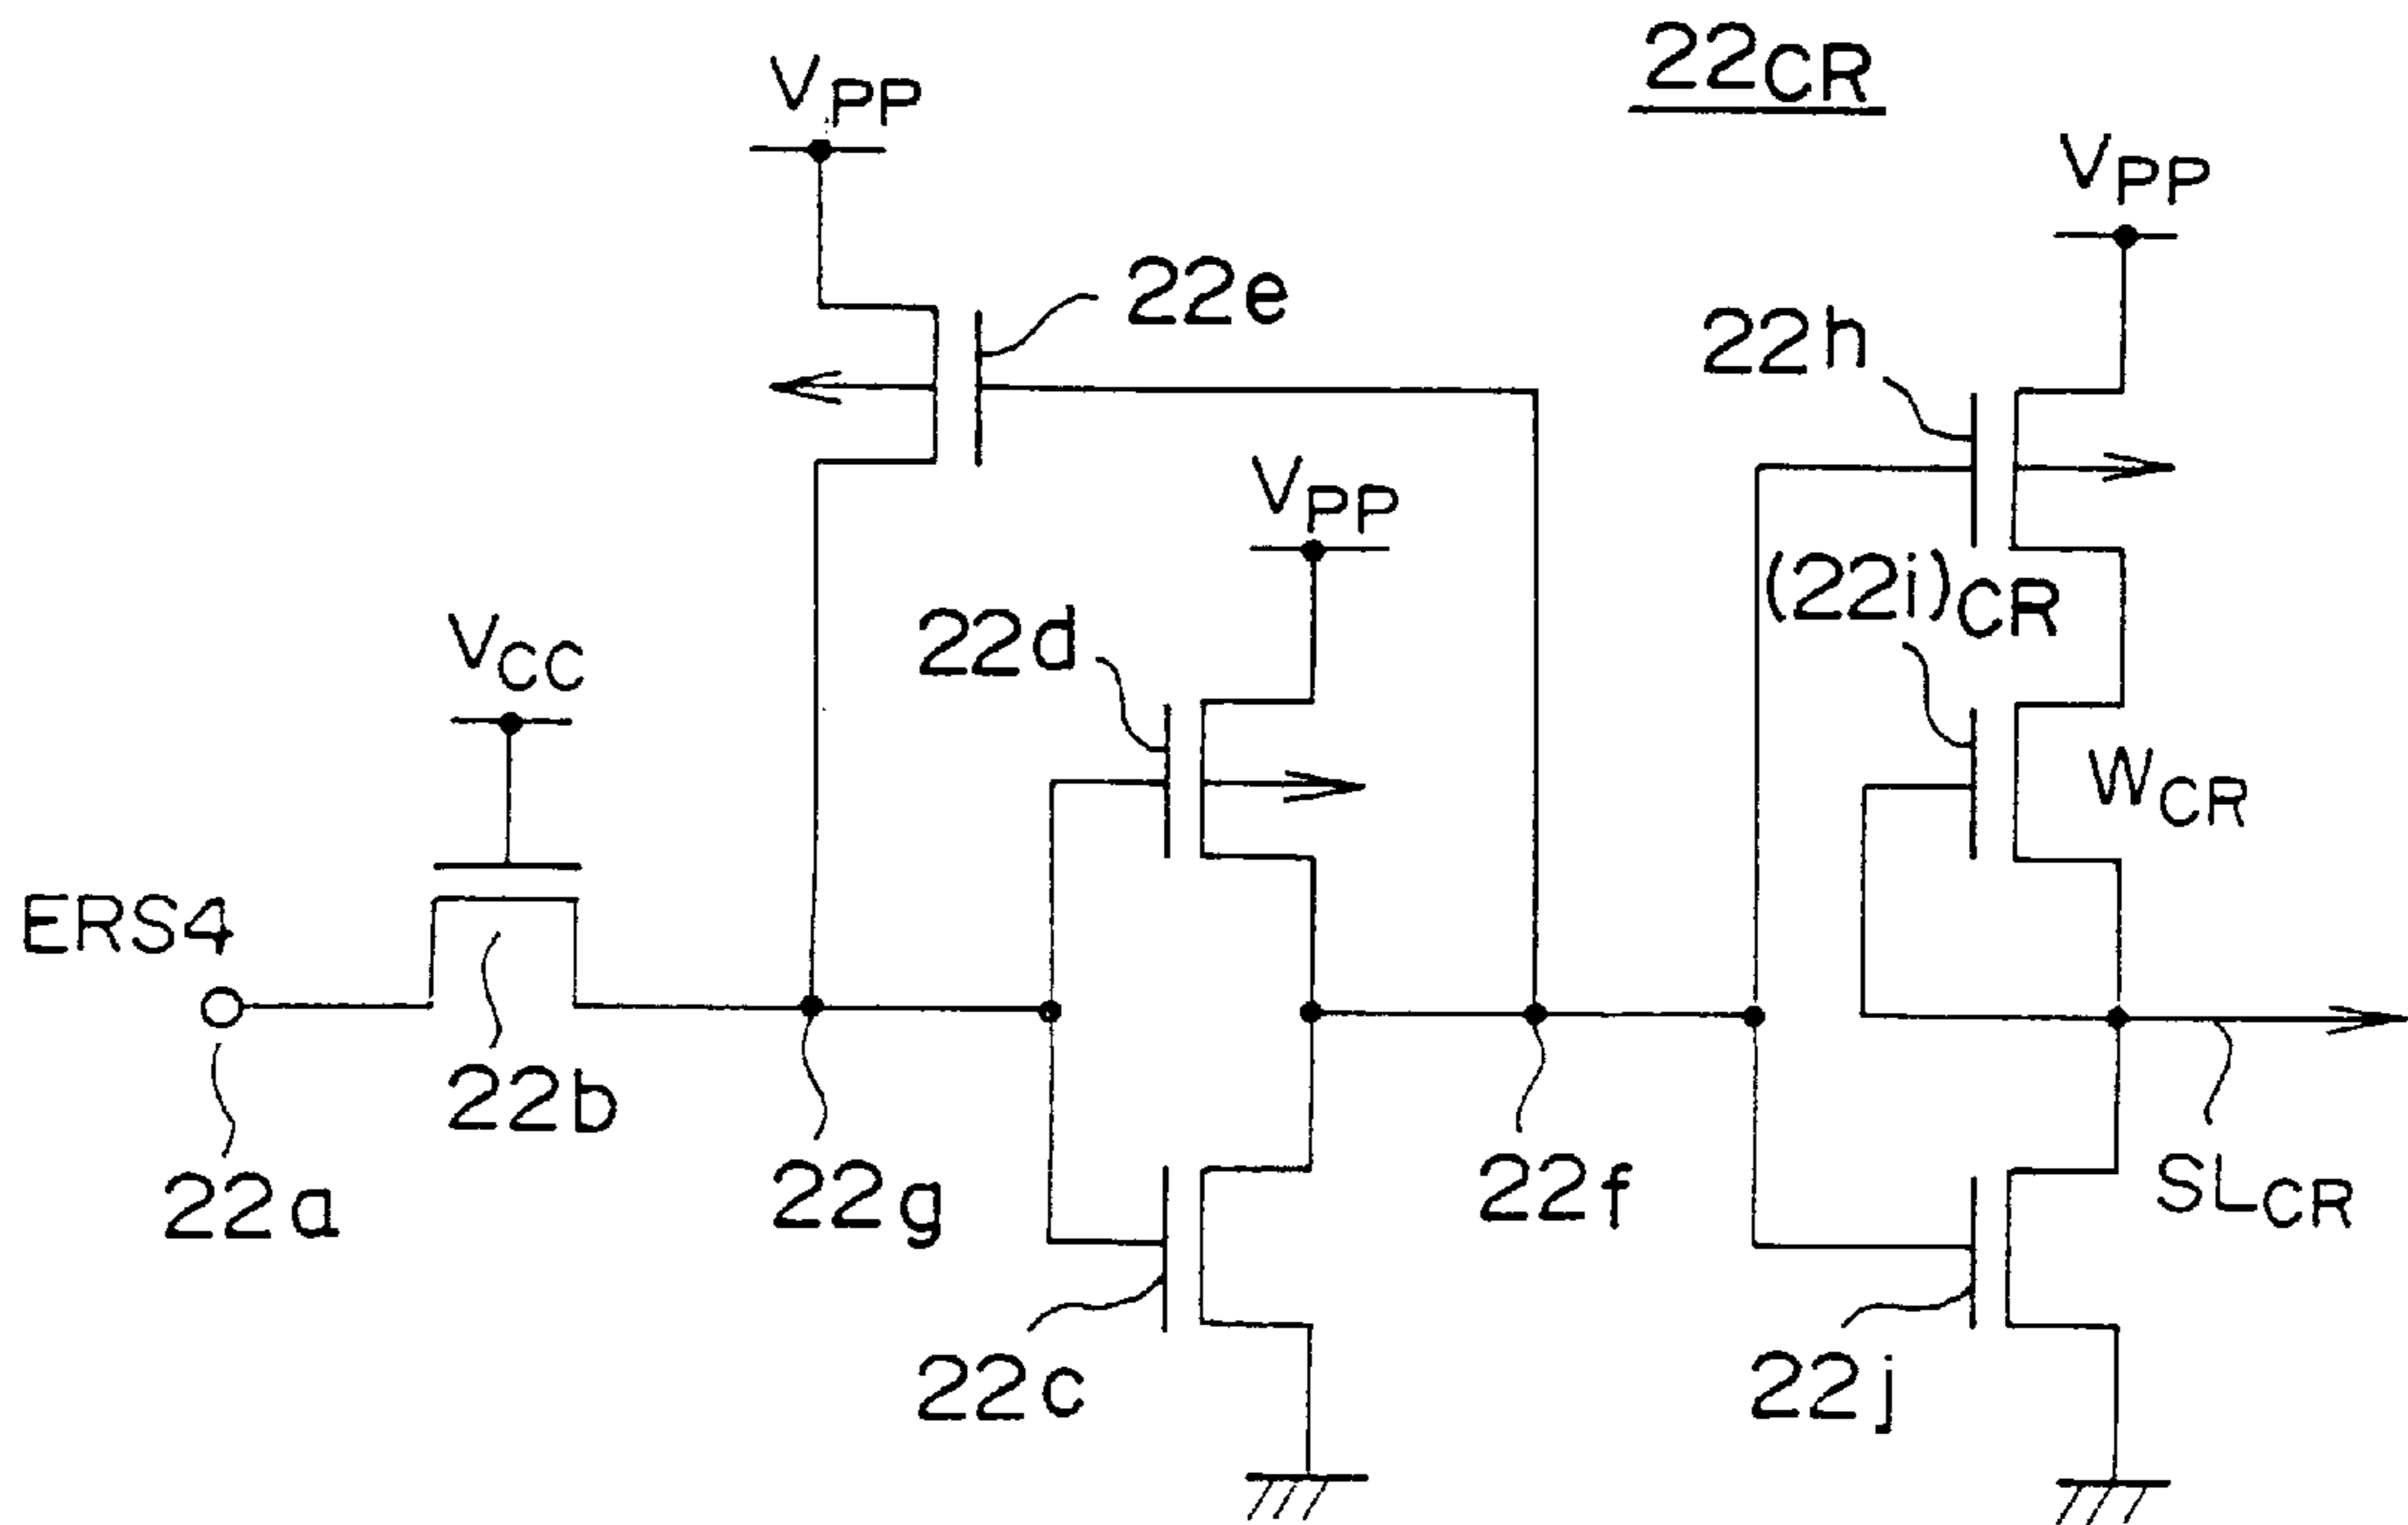 22CR
VPP
VPP
22e
22h
VPP
(22i)CR
22d
VCC
WCR
ERS4
22b
22a
22g
22f
SLCR
22c
22j